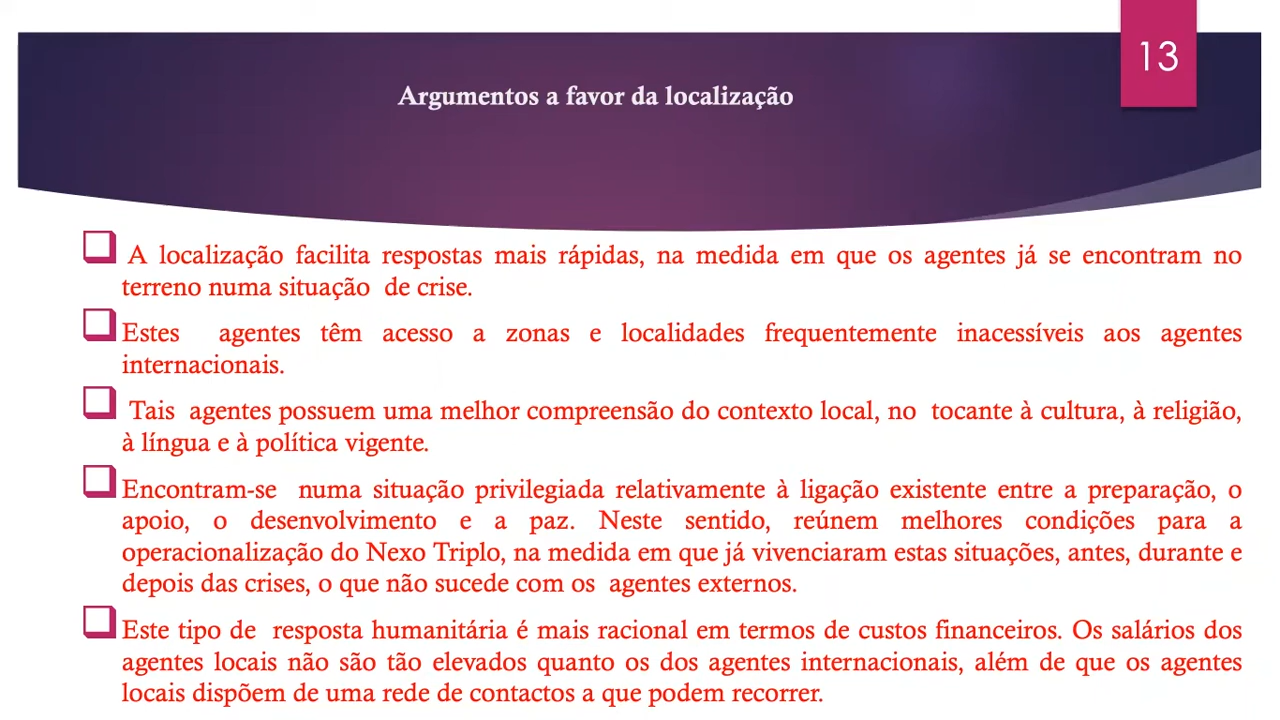 13
Argumentos a favor da localização
A localização facilita respostas mais rápidas, na medida em que os agentes já se encontram no
terreno numa situação de crise.
Estes agentes têm acesso a zonas e localidades frequentemente inacessíveis aos agentes
internacionais.
Tais agentes possuem uma melhor compreensão do contexto local, no tocante à cultura, à religião,
à língua e à política vigente.
Encontram-se numa situação privilegiada relativamente à ligação existente entre a preparação, o
apoio, o desenvolvimento e a paz. Neste sentido, reúnem melhores condições para a
operacionalização do Nexo Triplo, na medida em que já vivenciaram estas situações, antes, durante e
depois das crises, o que não sucede com os agentes externos.
Este tipo de resposta humanitária é mais racional em termos de custos financeiros. Os salários dos
agentes locais não são tão elevados quanto os dos agentes internacionais, além de que os agentes
locais dispõem de uma rede de contactos a que podem recorrer.